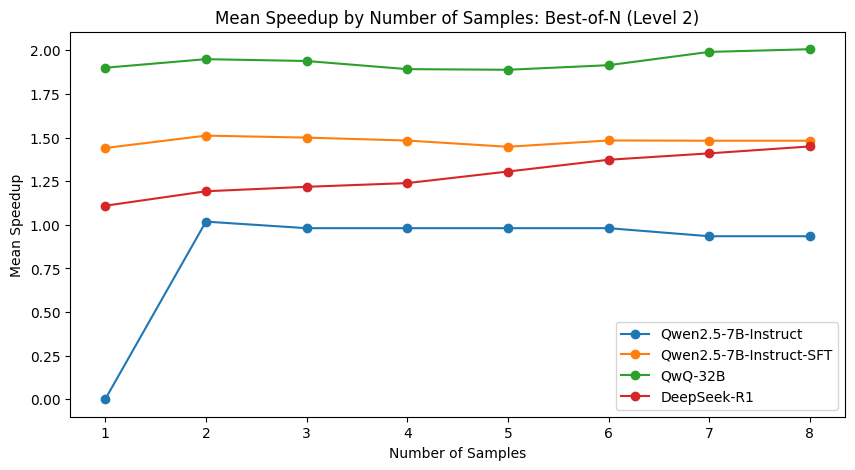 Mean Speedup by Number of Samples: Best-of-N (Level 2)
Mean Speedup
2.00
1.75
1.50
1.25
1.00
0.75
0.50
0.25
0.00
1 2 3 4 5 6 7 8
Number of Samples
Qwen2.5-7B-Instruct
Qwen2.5-7B-Instruct-SFT
QwQ-32B
DeepSeek-R1